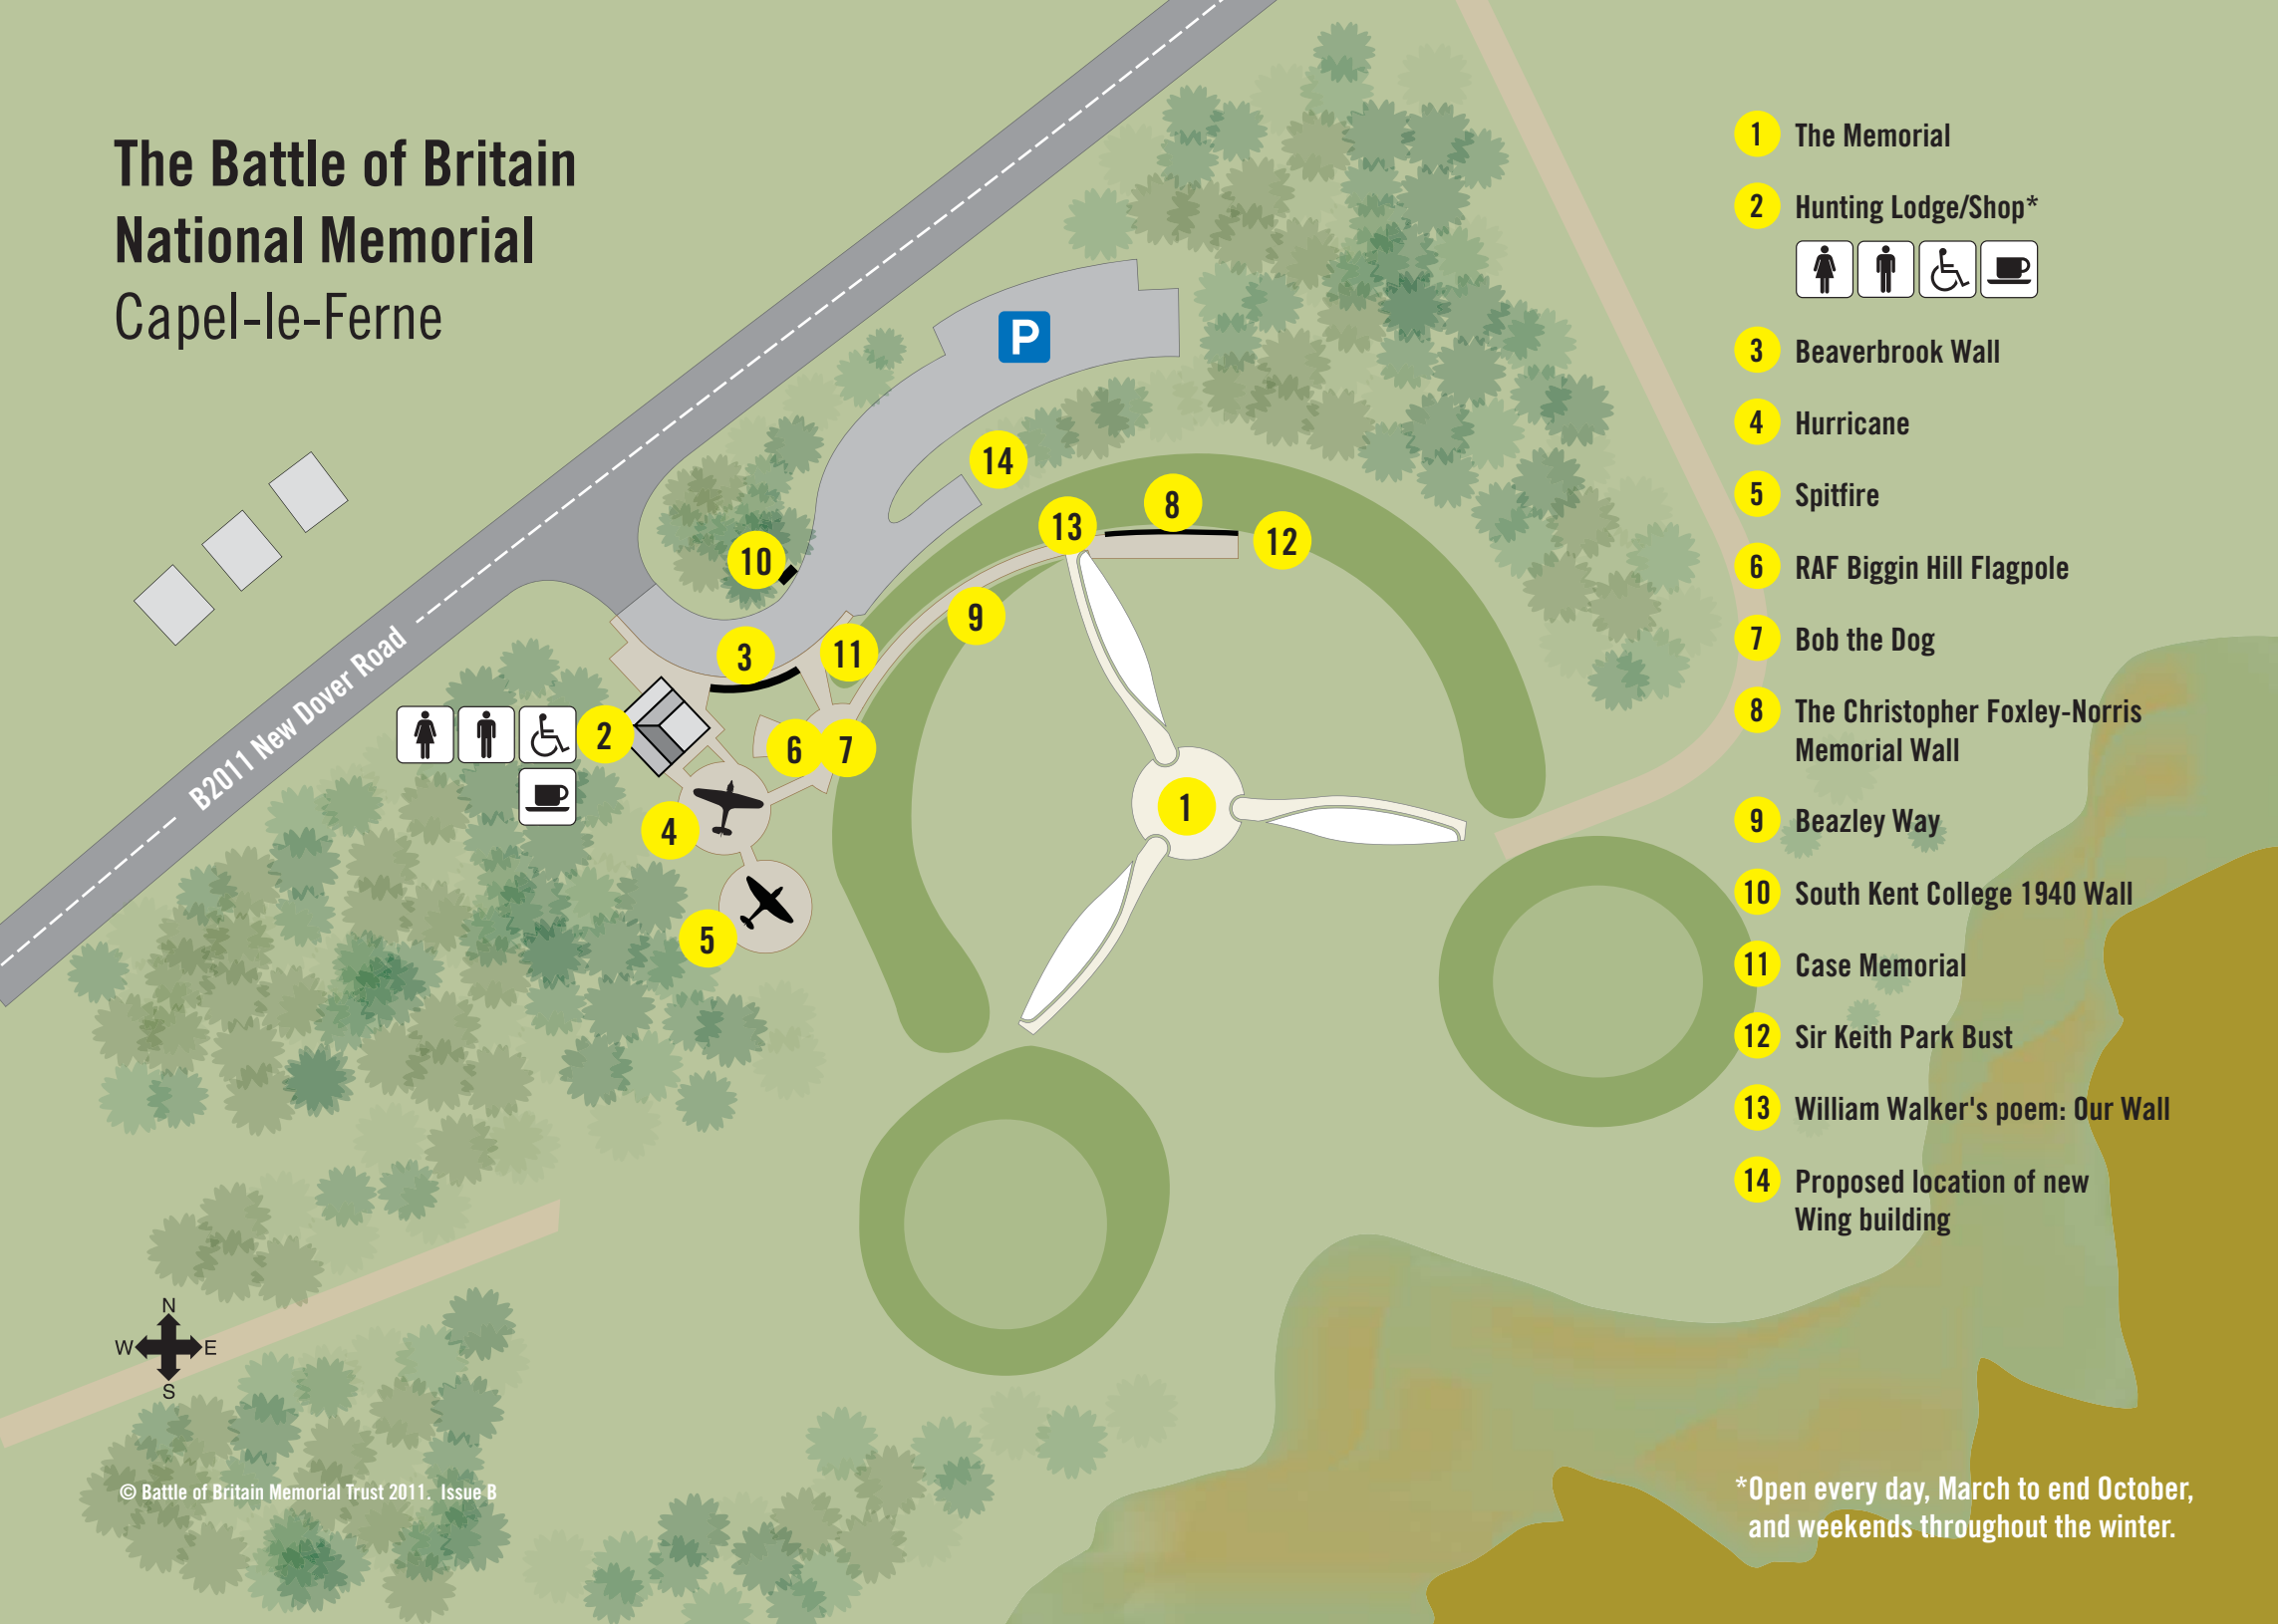 The Battle of Britain
National Memorial
Capel-le-Ferne
B2011 New Dover Road
P
14
8
13
12
10
9
3
11
2
6
7
1
4
5
1 The Memorial
2 Hunting Lodge/Shop*
3 Beaverbrook Wall
4 Hurricane
5 Spitfire
6 RAF Biggin Hill Flagpole
7 Bob the Dog
8 The Christopher Foxley-Norris
Memorial Wall
9 Beazley Way
10 South Kent College 1940 Wall
11 Case Memorial
12 Sir Keith Park Bust
13 William Walker's poem: Our Wall
14 Proposed location of new
Wing building
N
W E
S
© Battle of Britain Memorial Trust 2011. Issue B
*Open every day, March to end October,
and weekends throughout the winter.